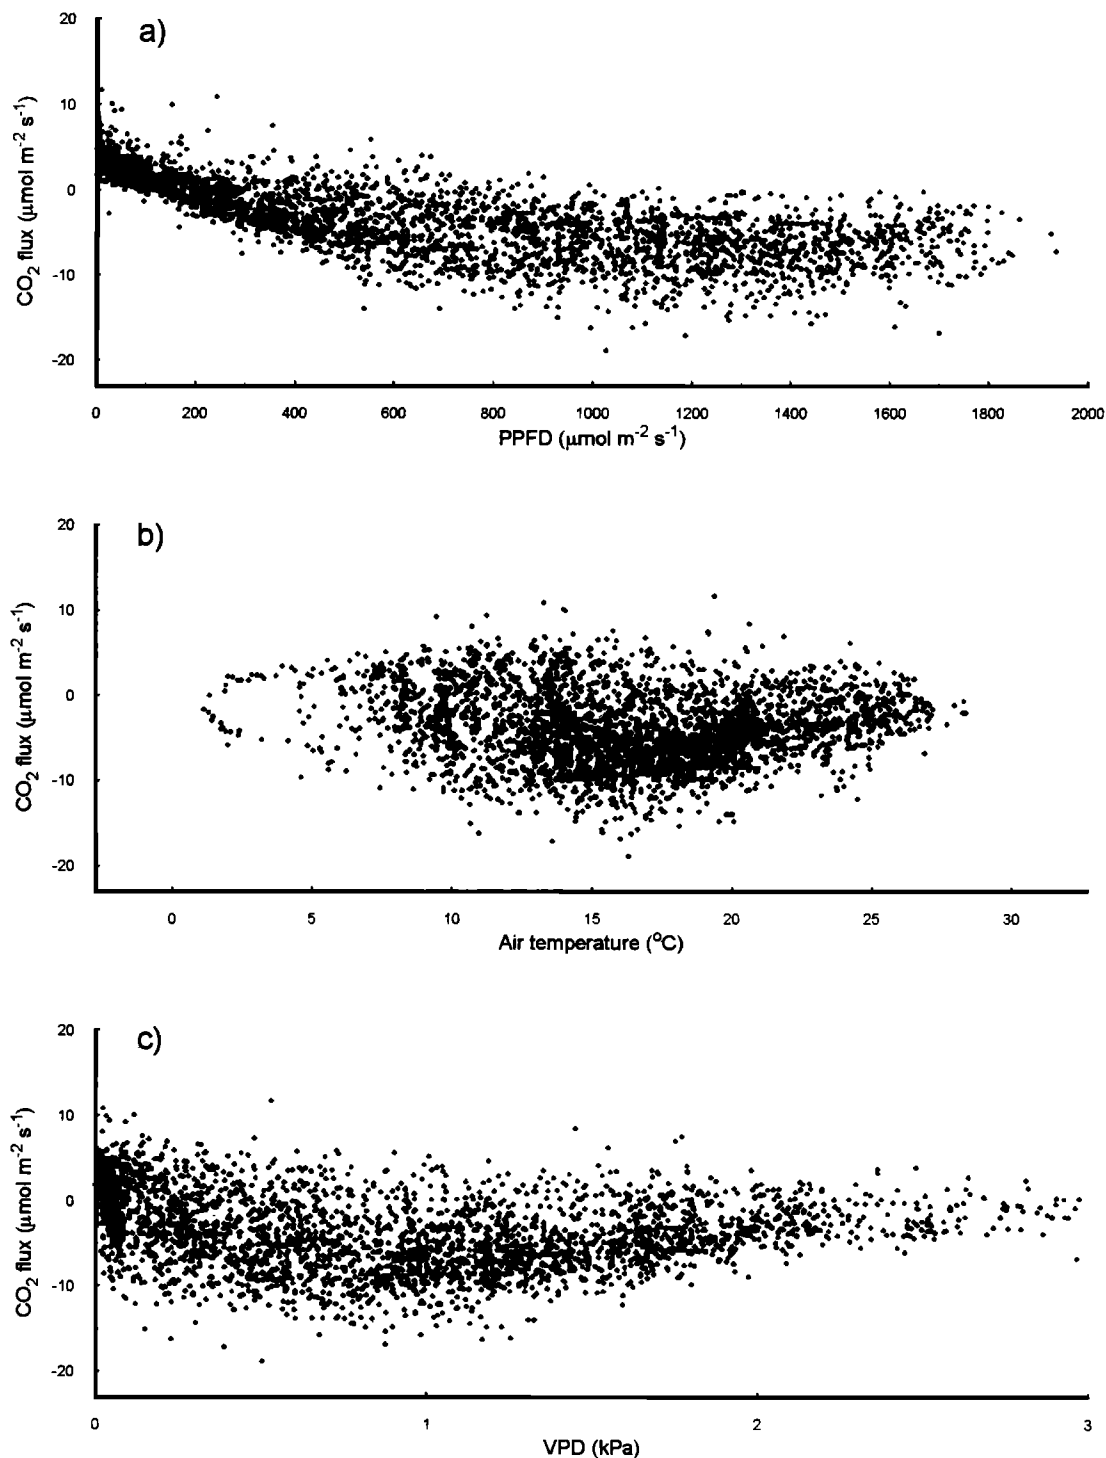 a)
CO2 flux (μmol m-2 s-1)
20
10
0
-10
-20
0 200 400 600 800 1000 1200 1400 1600 1800 2000
PPFD (μmol m-2 s-1)
b)
CO2 flux (μmol m-2 s-1)
20
10
0
-10
-20
0 5 10 15 20 25 30
Air temperature (oC)
c)
CO2 flux (μmol m-2 s-1)
20
10
0
-10
-20
0 1 2 3
VPD (kPa)